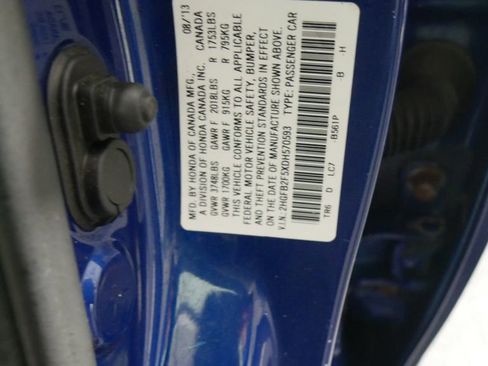 MFD. BY HONDA OF CANADA MFG., 08/'13
A DIVISION OF HONDA CANADA INC. CANADA
GVWR 3748LBS GAWR F 2018LBS R 1753LBS
GVWR 1700KG GAWR F 915KG R 795KG
THIS VEHICLE CONFORMS TO ALL APPLICABLE
FEDERAL MOTOR VEHICLE SAFETY, BUMPER,
AND THEFT PREVENTION STANDARDS IN EFFECT
ON THE DATE OF MANUFACTURE SHOWN ABOVE.
V.I.N.: 2HGFB2F5XDH570593 TYPE: PASSENGER CAR
TR6 D LC7 B561P -B H